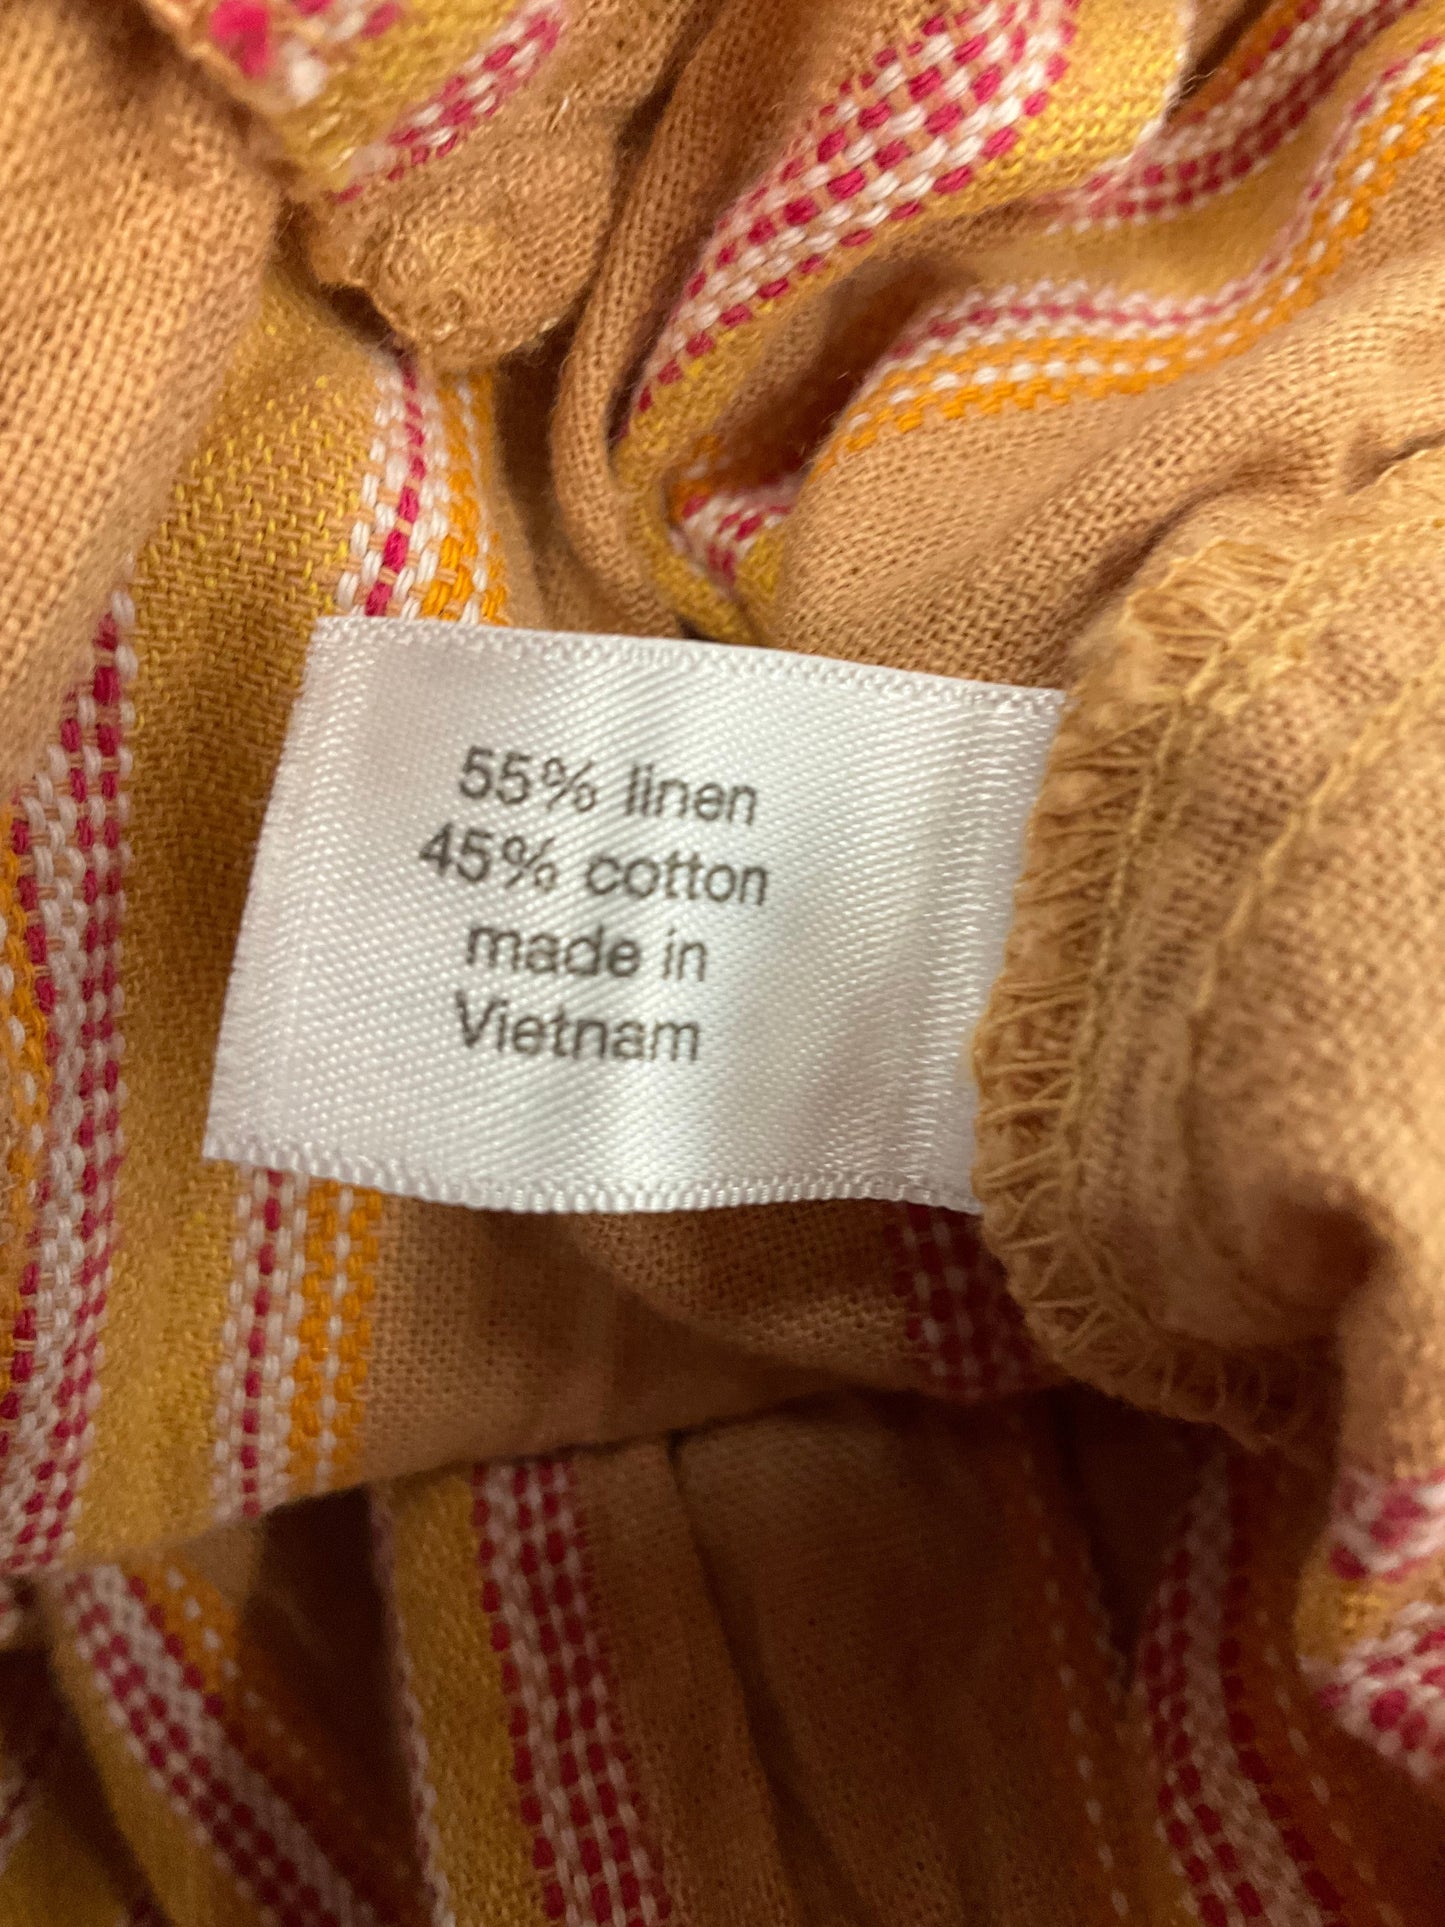 55% linen
45% cotton
made in
Vietnam